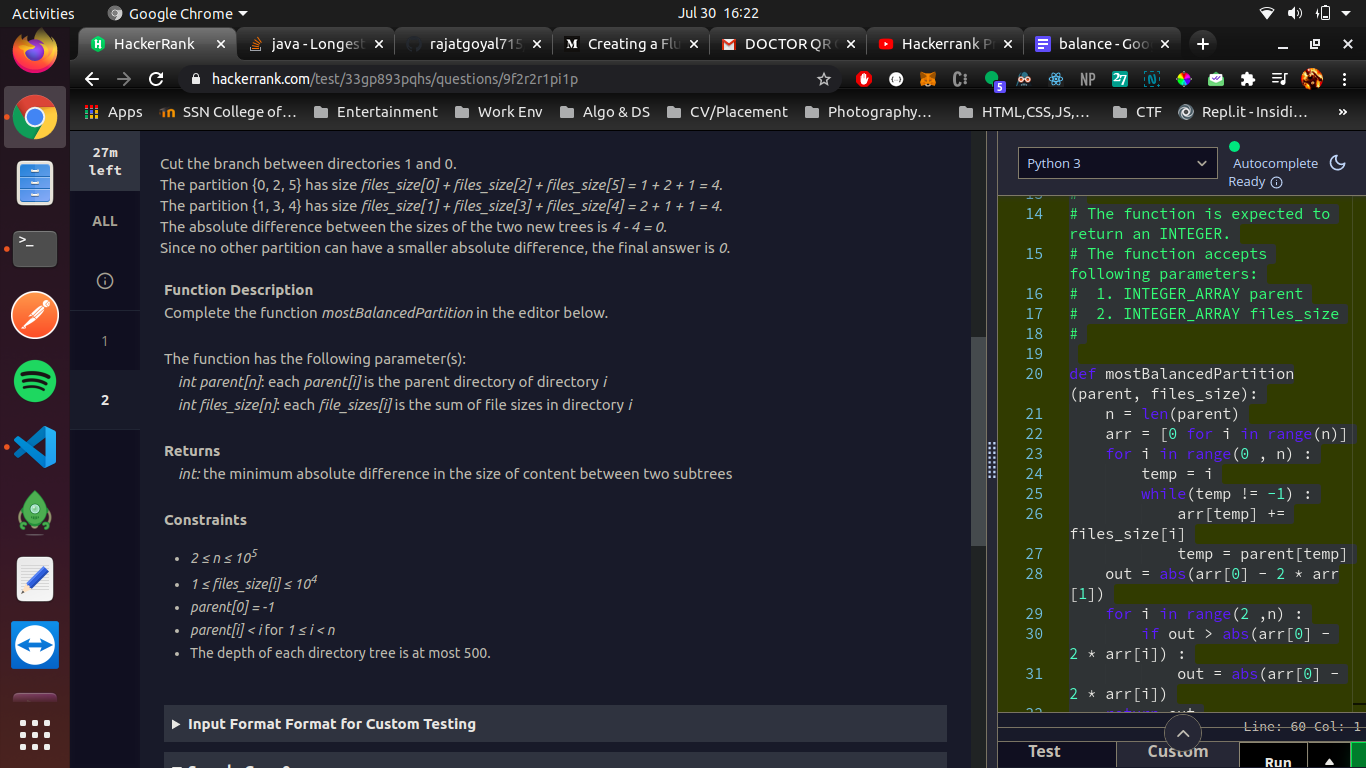 Activities
Google Chrome
Jul 30 16:22
HackerRank
java - Longest
rajatgoyal715
Creating a Flu
DOCTOR QR
Hackerrank P
balance - Goo
hackerrank.com/test/33gp893pqhs/questions/9f2r2r1pi1p
5
NP
27
Apps
SSN College of...
Entertainment
Work Env
Algo & DS
CV/Placement
Photography...
HTML,CSS,JS,...
CTF
Repl.it - Insidi...
»
27m
left
ALL
1
2
Cut the branch between directories 1 and 0.
The partition {0, 2, 5} has size files_size[0] + files_size[2] + files_size[5] = 1 + 2 + 1 = 4.
The partition {1, 3, 4} has size files_size[1] + files_size[3] + files_size[4] = 2 + 1 + 1 = 4.
The absolute difference between the sizes of the two new trees is 4 - 4 = 0.
Since no other partition can have a smaller absolute difference, the final answer is 0.
Function Description
Complete the function mostBalancedPartition in the editor below.
The function has the following parameter(s):
int parent[n]: each parent[i] is the parent directory of directory i
int files_size[n]: each file_sizes[i] is the sum of file sizes in directory i
Returns
int: the minimum absolute difference in the size of content between two subtrees
Constraints
• 2 ≤ n ≤ 10⁵
• 1 ≤ files_size[i] ≤ 10⁴
• parent[0] = -1
• parent[i] < i for 1 ≤ i < n
• The depth of each directory tree is at most 500.
Input Format Format for Custom Testing
Python 3
Autocomplete
Ready
14 # The function is expected to
return an INTEGER.
15 # The function accepts
following parameters:
16 #  1. INTEGER_ARRAY parent
17 #  2. INTEGER_ARRAY files_size
18 #
19
20 def mostBalancedPartition
(parent, files_size):
21     n = len(parent)
22     arr = [0 for i in range(n)]
23     for i in range(0 , n) :
24         temp = i
25         while(temp != -1) :
26             arr[temp] +=
files_size[i]
27             temp = parent[temp]
28     out = abs(arr[0] - 2 * arr
[1])
29     for i in range(2 ,n) :
30         if out > abs(arr[0] -
2 * arr[i]) :
31             out = abs(arr[0] -
2 * arr[i])
Line: 60 Col: 1
Test
Custom
Run